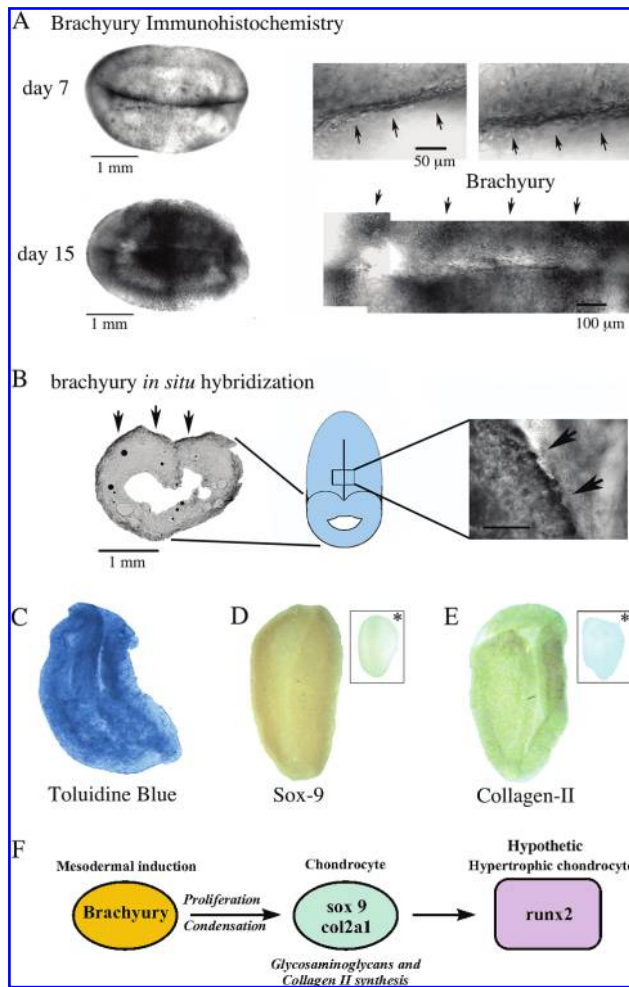 A Brachyury Immunohistochemistry
day 7
1 mm
50 μm
Brachyury
day 15
1 mm
100 μm
B brachyury in situ hybridization
1 mm
C D * E *
Toluidine Blue Sox-9 Collagen-II
F
Mesodermal induction
Brachyury
Proliferation
Condensation
Chondrocyte
sox 9
col2a1
Glycosaminoglycans and
Collagen II synthesis
Hypothetic
Hypertrophic chondrocyte
runx2